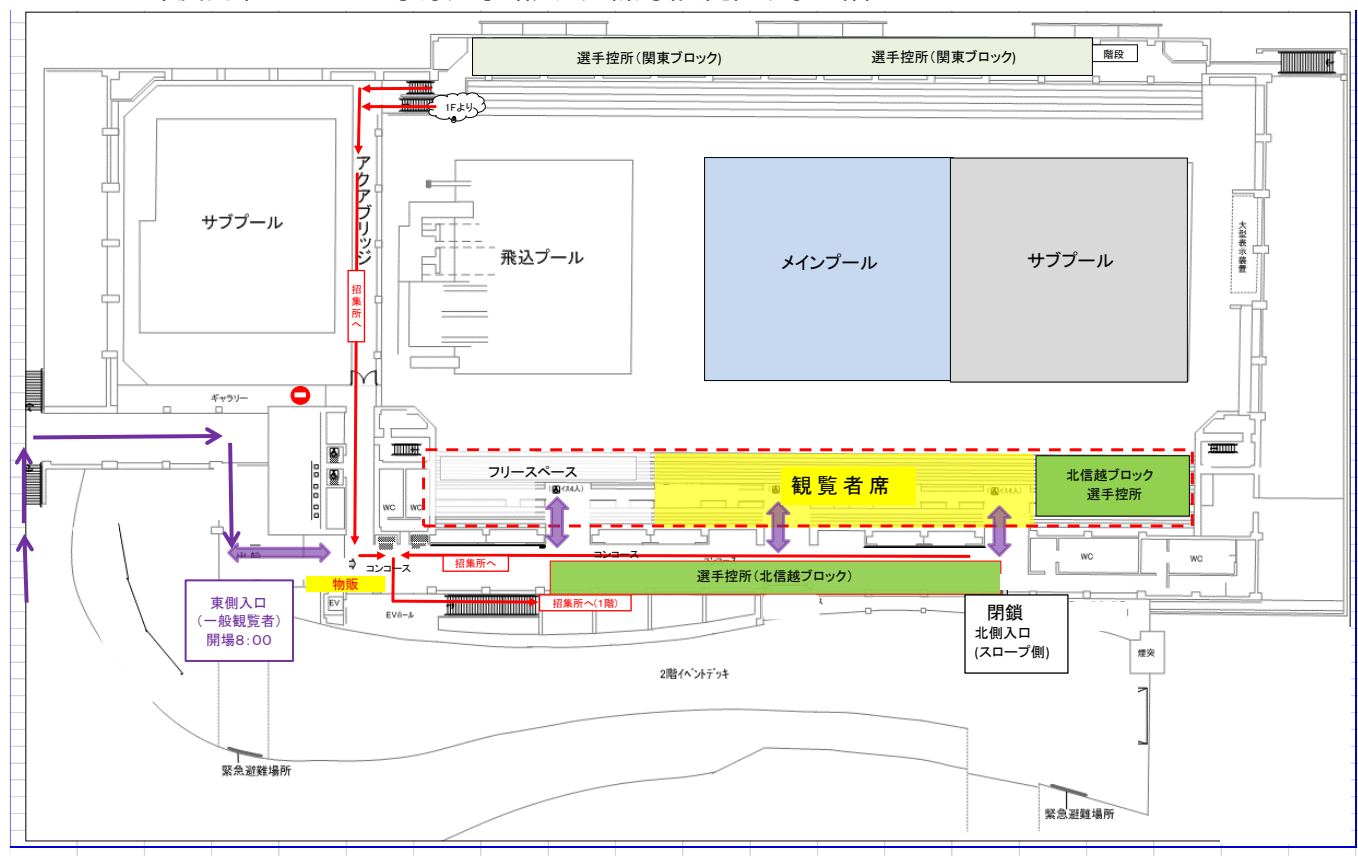 選手控所(関東ブロック)
選手控所(関東ブロック)
階段
1Fより
アクアブリッジ
サブプール
飛込プール
メインプール
サブプール
大型表示装置
招集所へ
ギャラリー
フリースペース
観覧者席
北信越ブロック
選手控所
WC
WC
コンコース
コンコース
招集所へ
選手控所(北信越ブロック)
WC
WC
物販
招集所へ(1階)
EV
EVホール
東側入口
(一般観覧者)
開場8:00
閉鎖
北側入口
(スロープ側)
煙突
2階イベントデッキ
緊急避難場所
緊急避難場所